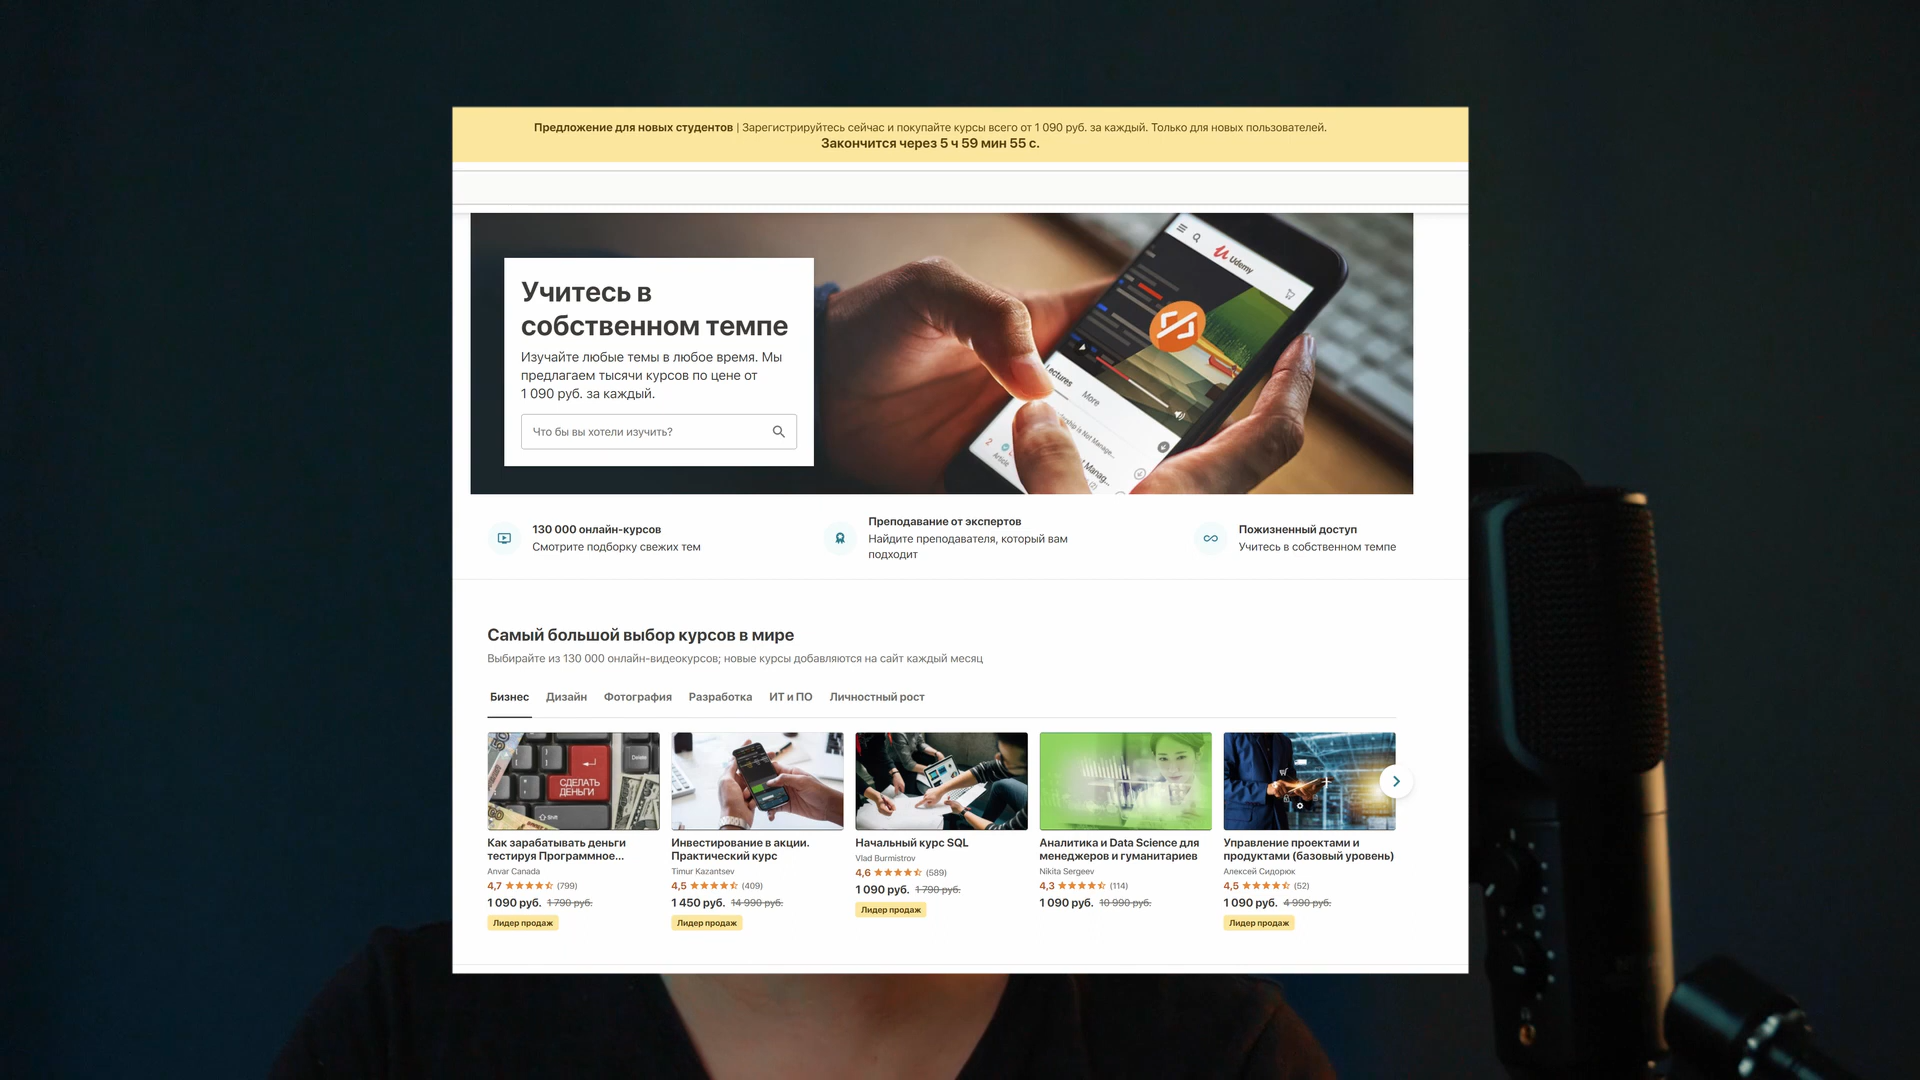 Предложение для новых студентов | Зарегистрируйтесь сейчас и покупайте курсы всего от 1 090 руб. за каждый. Только для новых пользователей.
Закончится через 5 ч 59 мин 55 с.
Учитесь в
собственном темпе
Изучайте любые темы в любое время. Мы
предлагаем тысячи курсов по цене от
1 090 руб. за каждый.
Что бы вы хотели изучить?
Udemy
Lectures
More
130 000 онлайн-курсов
Смотрите подборку свежих тем
Преподавание от экспертов
Найдите преподавателя, который вам
подходит
Пожизненный доступ
Учитесь в собственном темпе
Самый большой выбор курсов в мире
Выбирайте из 130 000 онлайн-видеокурсов; новые курсы добавляются на сайт каждый месяц
Бизнес Дизайн Фотография Разработка ИТ и ПО Личностный рост
Delete
СДЕЛАТЬ
ДЕНЬГИ
Shift
Как зарабатывать деньги
тестируя Программное...
Anvar Canada
4,7 (799)
1 090 руб. 1 790 руб.
Лидер продаж
Инвестирование в акции.
Практический курс
Timur Kazantsev
4,5 (409)
1 450 руб. 14 990 руб.
Лидер продаж
Начальный курс SQL
Vlad Burmistrov
4,6 (589)
1 090 руб. 1 790 руб.
Лидер продаж
Аналитика и Data Science для
менеджеров и гуманитариев
Nikita Sergeev
4,3 (114)
1 090 руб. 10 990 руб.
Управление проектами и
продуктами (базовый уровень)
Алексей Сидорюк
4,5 (52)
1 090 руб. 4 990 руб.
Лидер продаж